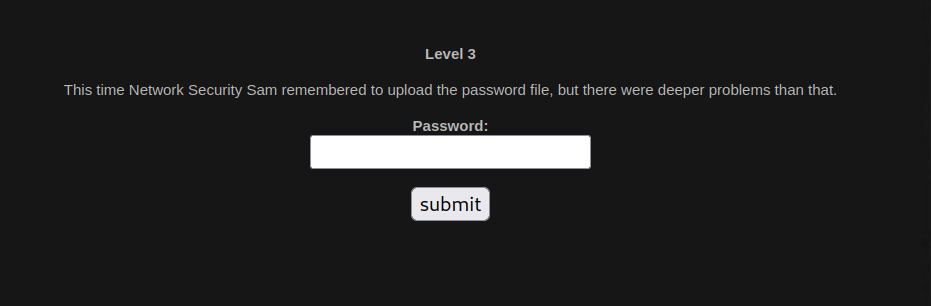 Level 3
This time Network Security Sam remembered to upload the password file, but there were deeper problems than that.
Password:
submit